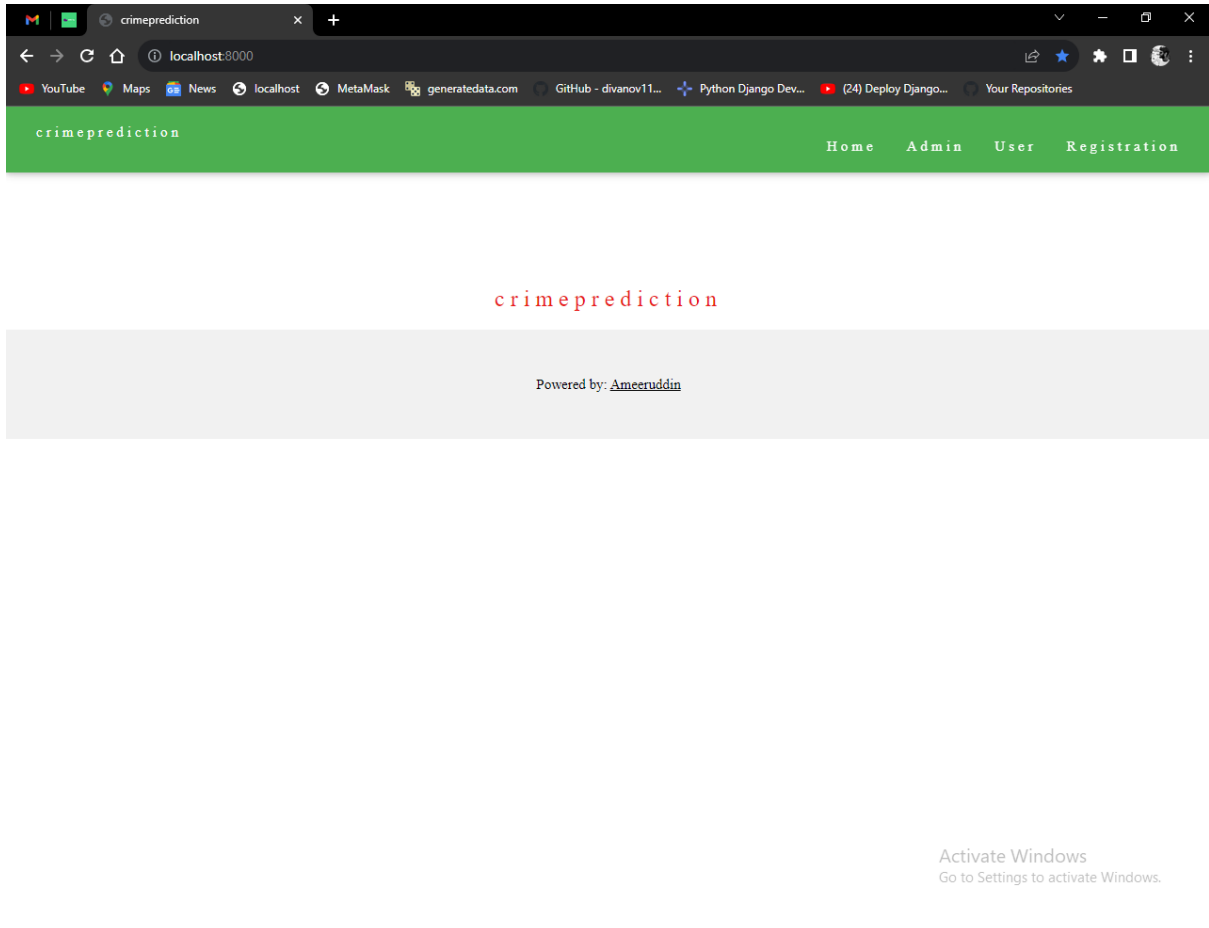 crimeprediction
localhost:8000
YouTube Maps News localhost MetaMask generatedata.com GitHub - divanov11... Python Django Dev... (24) Deploy Django... Your Repositories
crimeprediction
Home Admin User Registration
crimeprediction
Powered by: Ameeruddin
Activate Windows
Go to Settings to activate Windows.